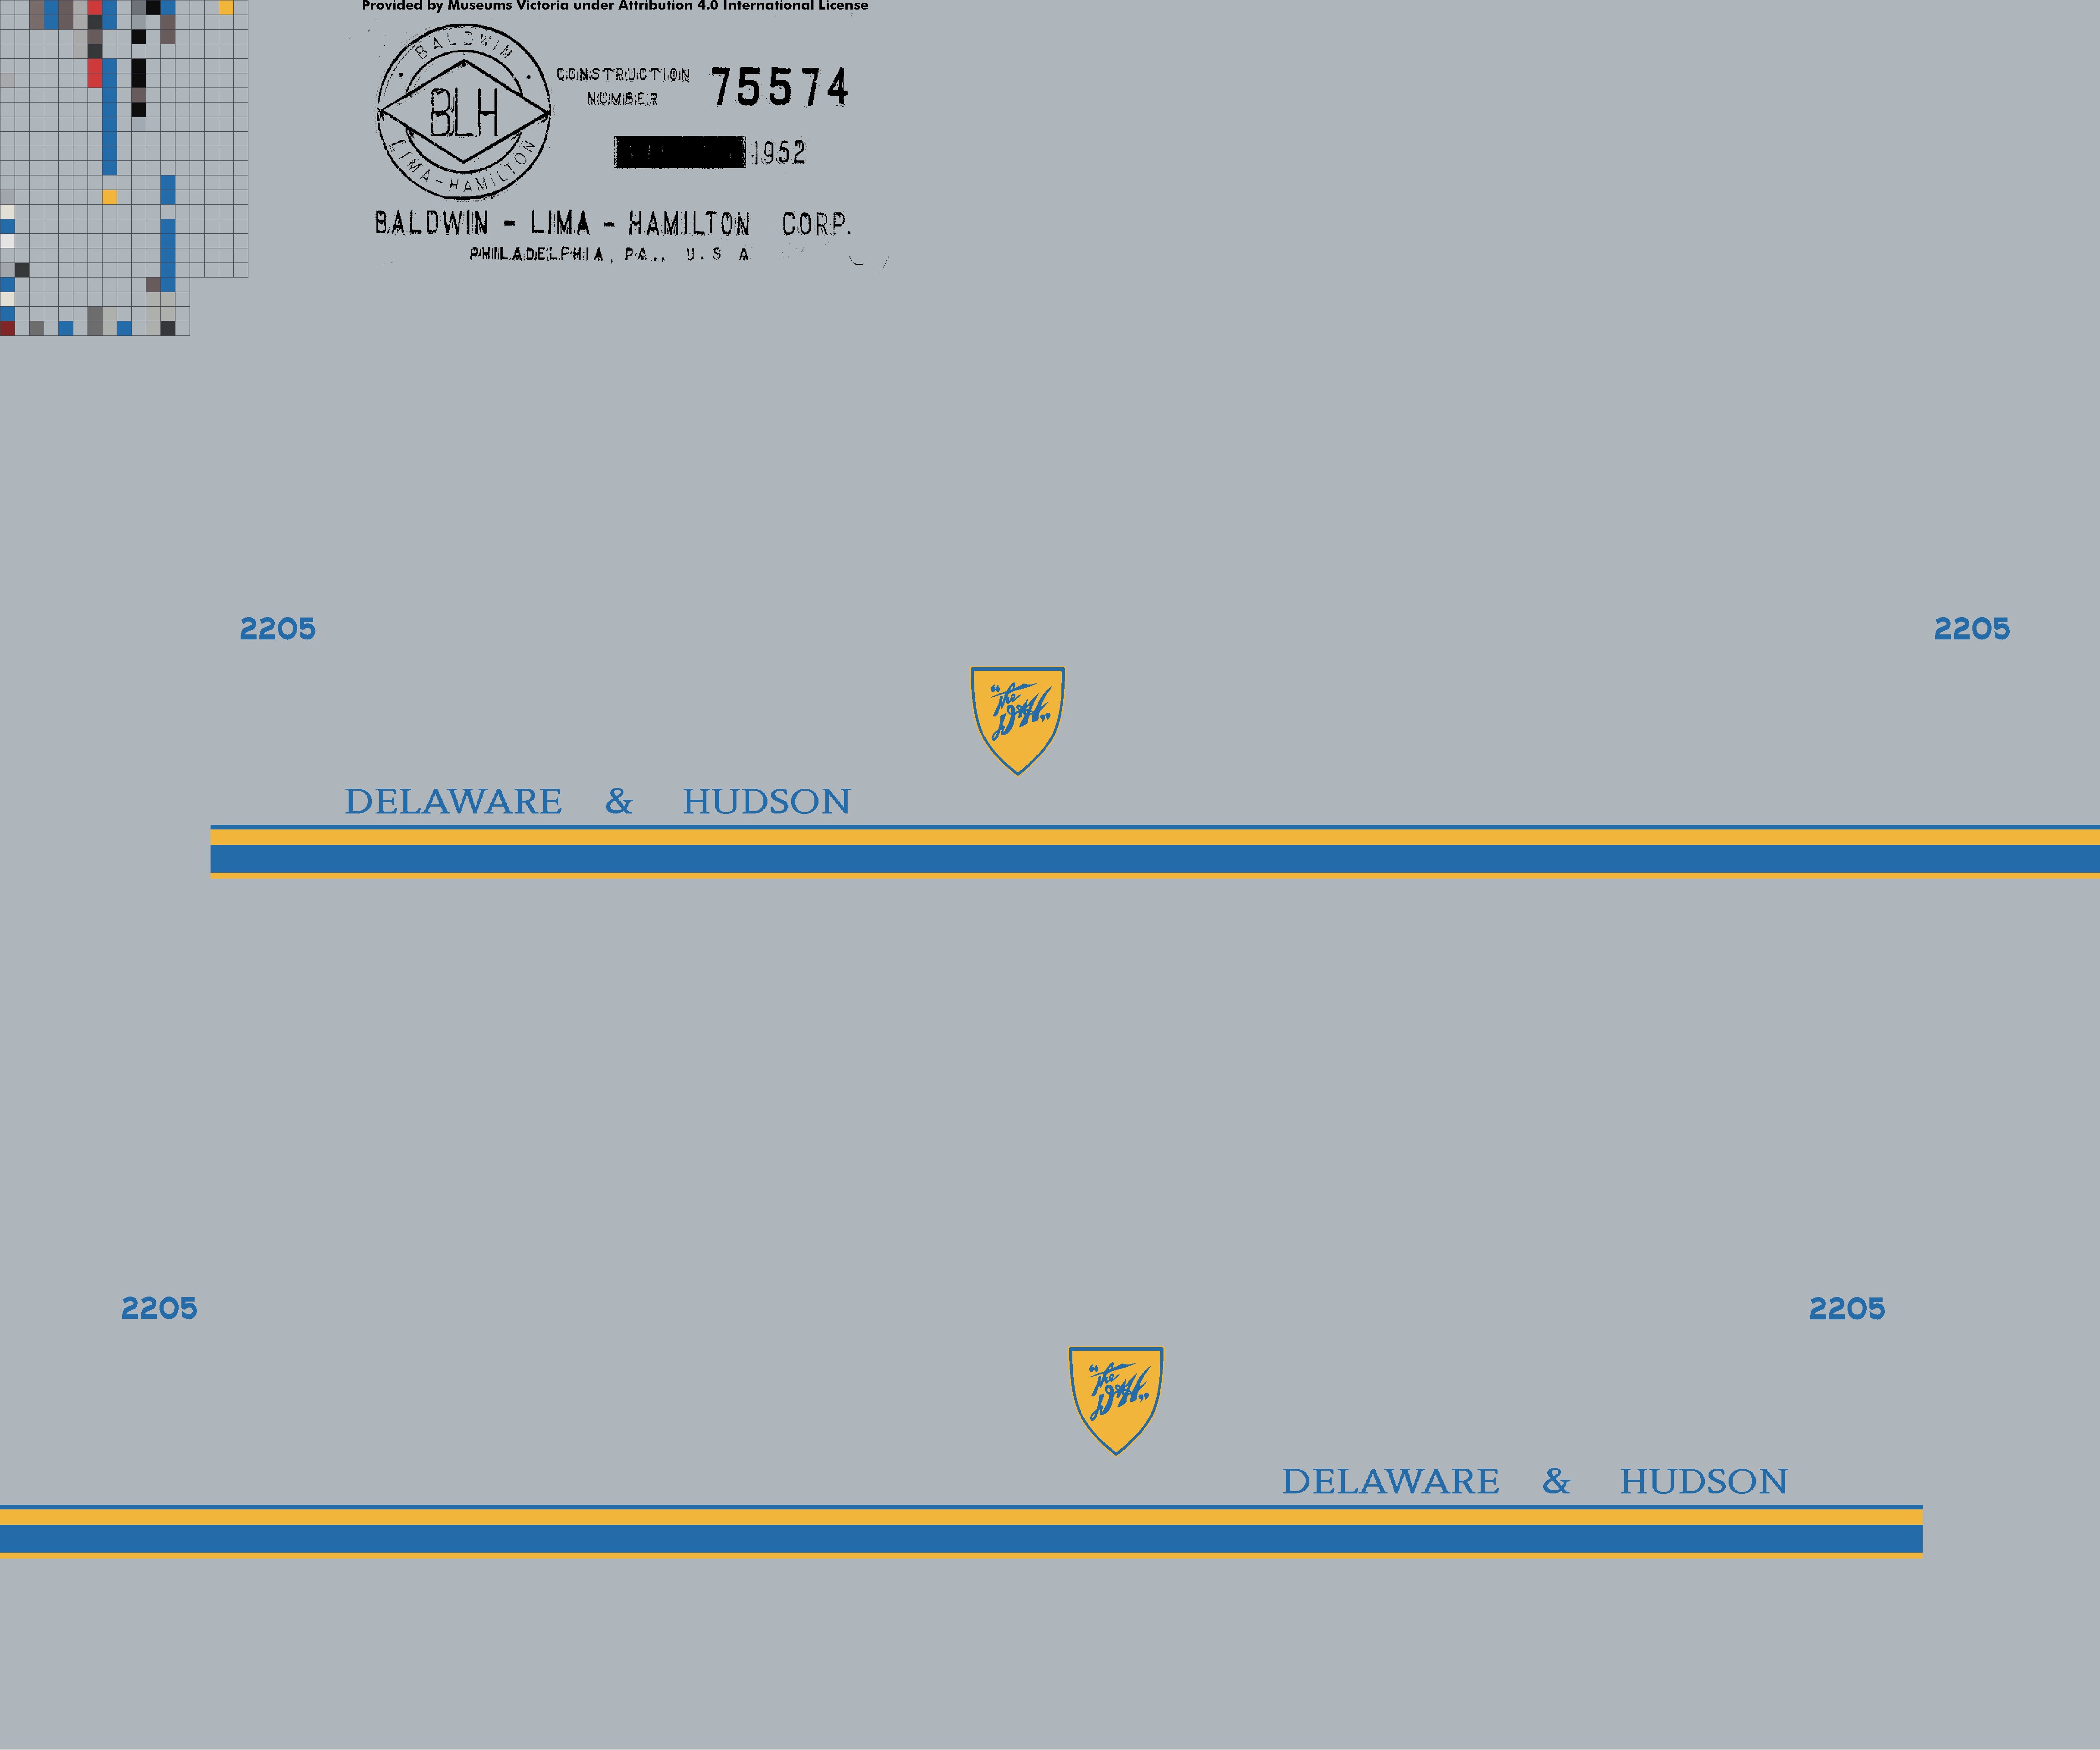 Provided by Museums Victoria under Attribution 4.0 International License
BALDWIN
BLH
LIMA-HAMILTON
CONSTRUCTION NUMBER 75574
1952
BALDWIN - LIMA - HAMILTON CORP.
PHILADELPHIA, PA., U.S A
2205 2205
"the D&H"
DELAWARE & HUDSON
2205 2205
"the D&H"
DELAWARE & HUDSON